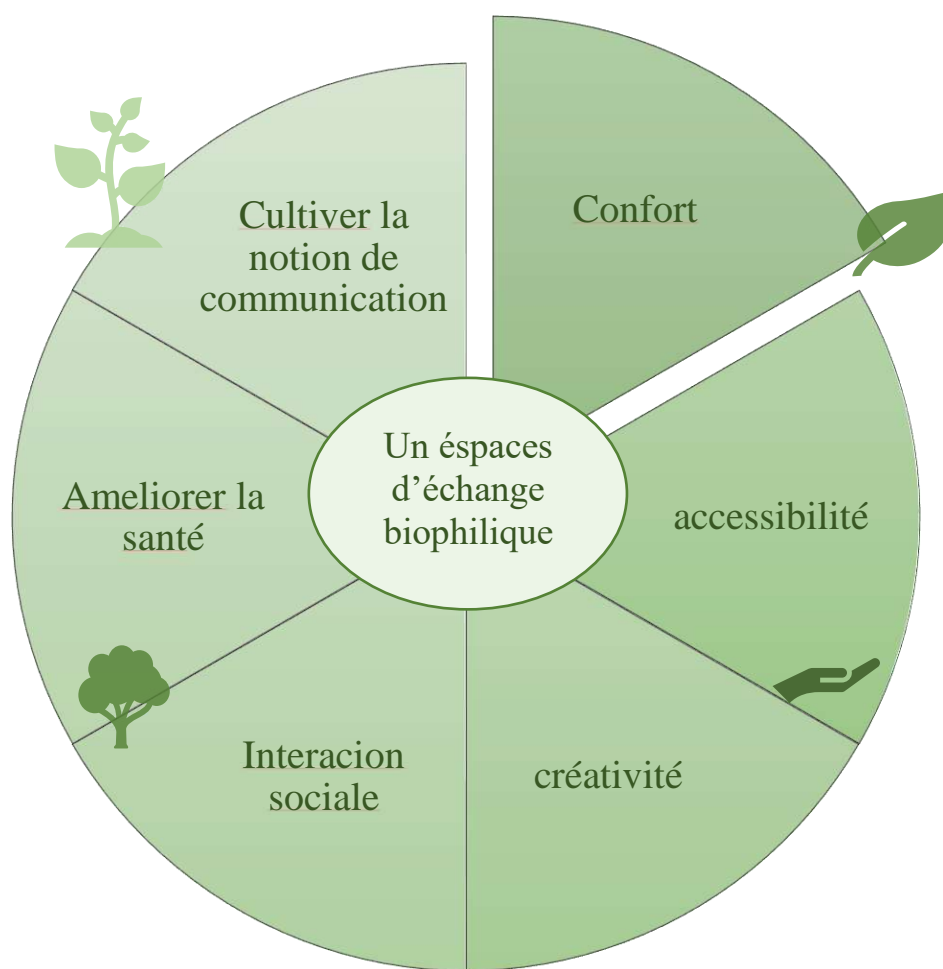 Confort
Cultiver la
notion de
communication
Un éspaces
d’échange
biophilique
Ameliorer la
santé
accessibilité
Interacion
sociale
créativité